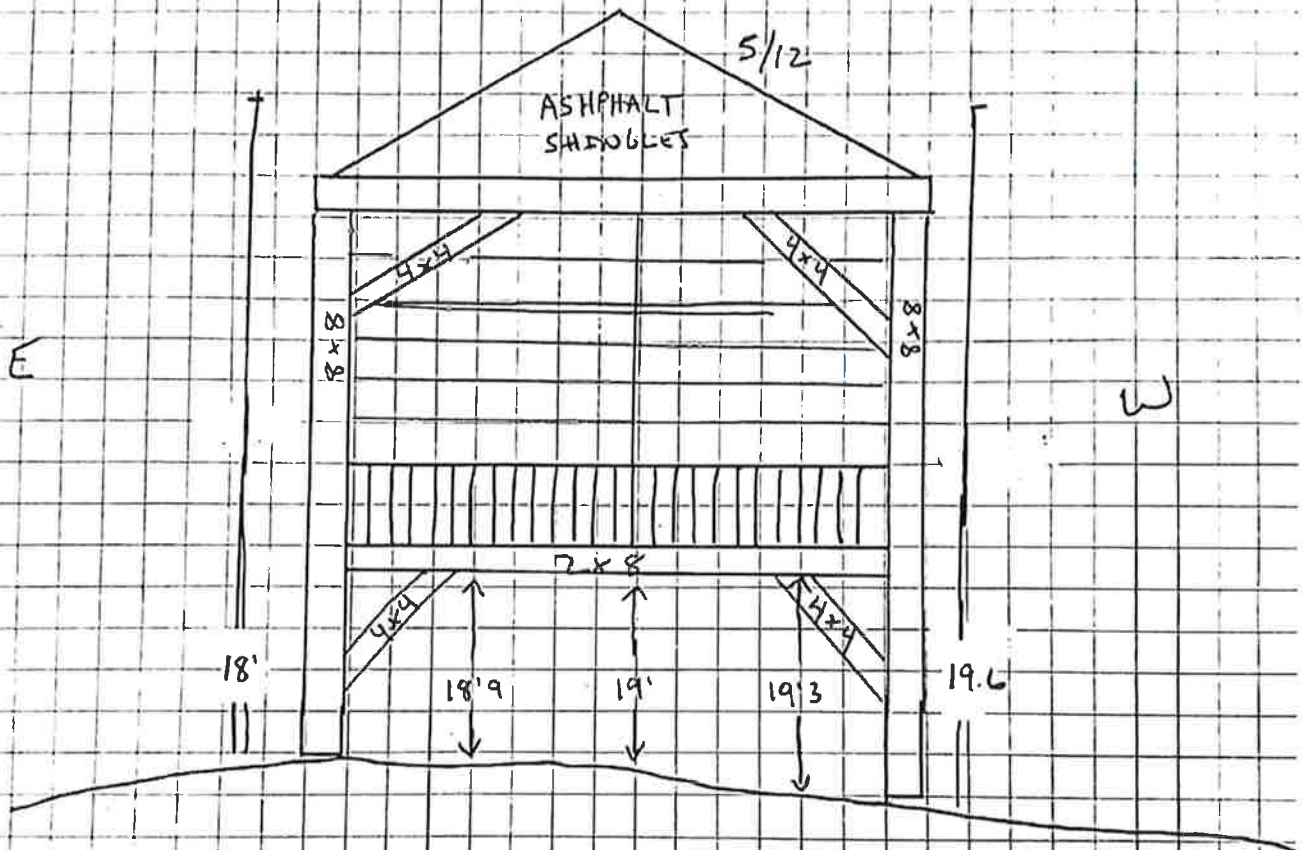 5/12
ASHPHALT
SHINGLES
4x4
4x4
8x8
8x8
E
W
2x8
4x4
4x4
18'
18'9
19'
19'3
19.6